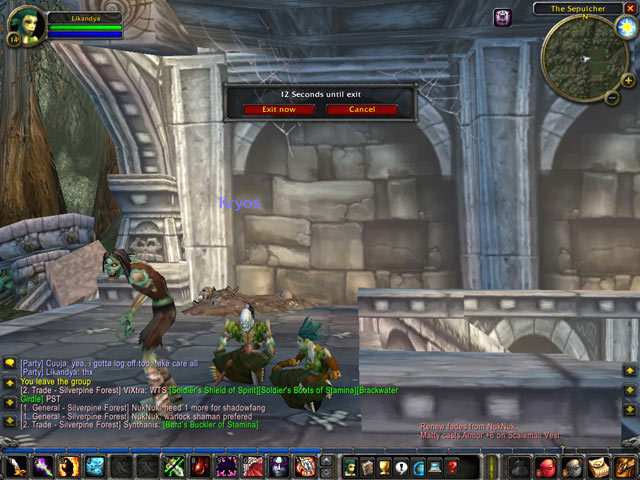 Likandya
14
The Sepulcher
N
12 Seconds until exit
Exit now
Cancel
Kryos
[Party] Cuuja: yea, i gotta log off too, take care all
[Party] Likandya: thx
You leave the group
[2. Trade - Silverpine Forest] ViXtra: WTS [Soldier's Shield of Spirit][Soldier's Boots of Stamina][Brackwater
Girdle] PST
[1. General - Silverpine Forest] NukNuk: need 1 more for shadowfang
[1. General - Silverpine Forest] NukNuk: warlock shaman prefered
[2. Trade - Silverpine Forest] Synthanis: [Bard's Buckler of Stamina]
Renew fades from NukNuk.
Matty casts Armor +8 on Scalemail Vest.